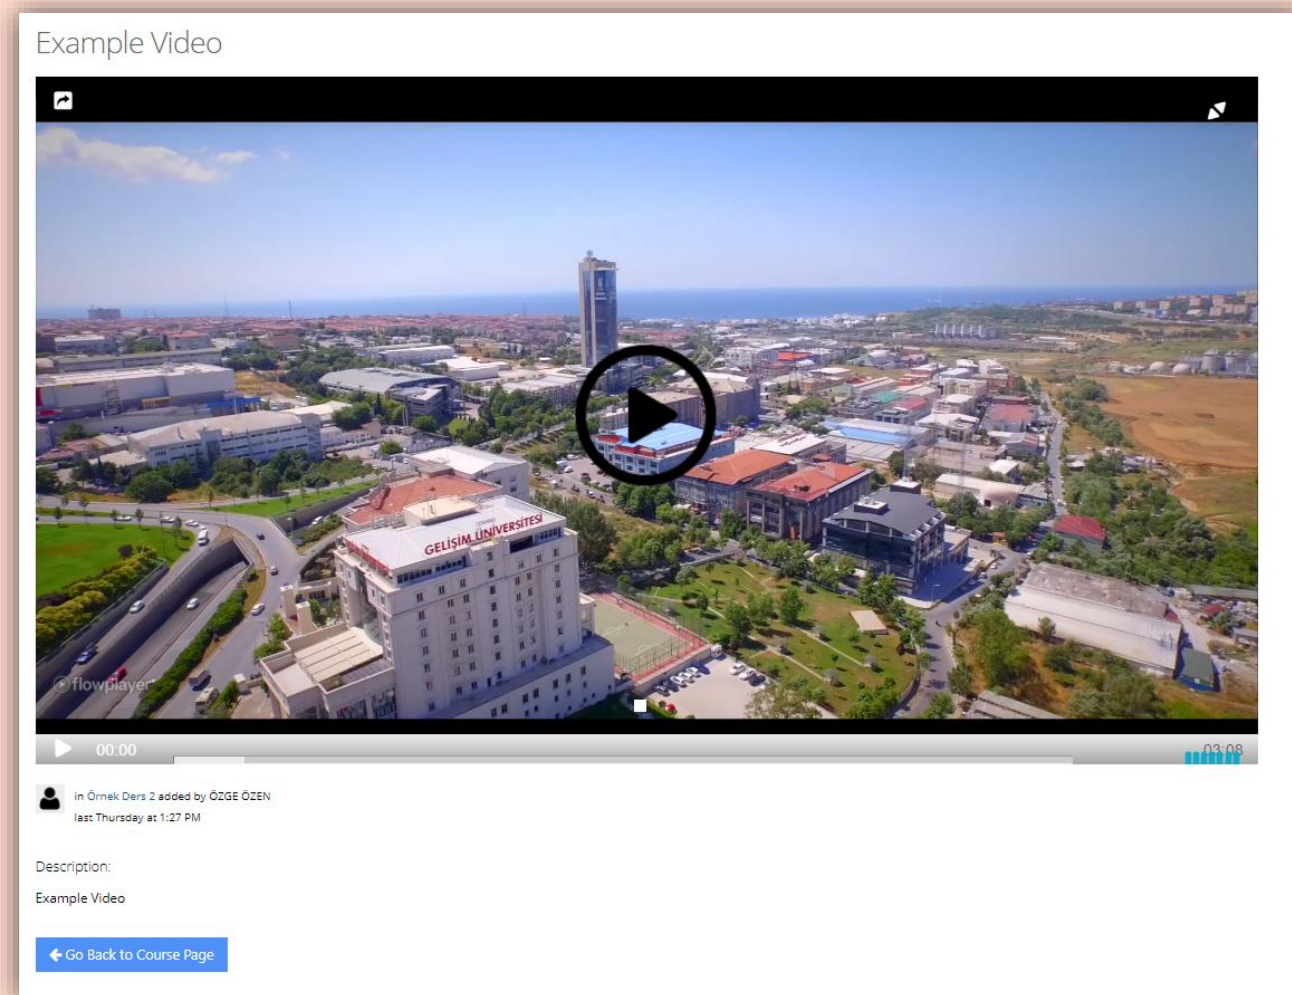 Example Video
GELİŞİM ÜNİVERSİTESİ
flowplayer
00:00
03:08
in Örnek Ders 2 added by ÖZGE ÖZEN
last Thursday at 1:27 PM
Description:
Example Video
Go Back to Course Page